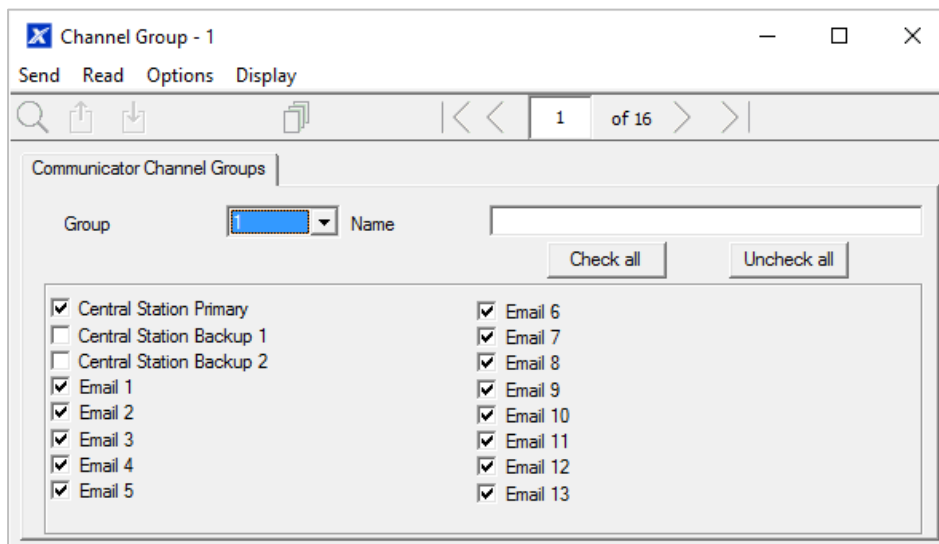 Channel Group - 1
Send Read Options Display
1 of 16
Communicator Channel Groups
Group 1 Name
Check all Uncheck all
Central Station Primary
Central Station Backup 1
Central Station Backup 2
Email 1
Email 2
Email 3
Email 4
Email 5
Email 6
Email 7
Email 8
Email 9
Email 10
Email 11
Email 12
Email 13